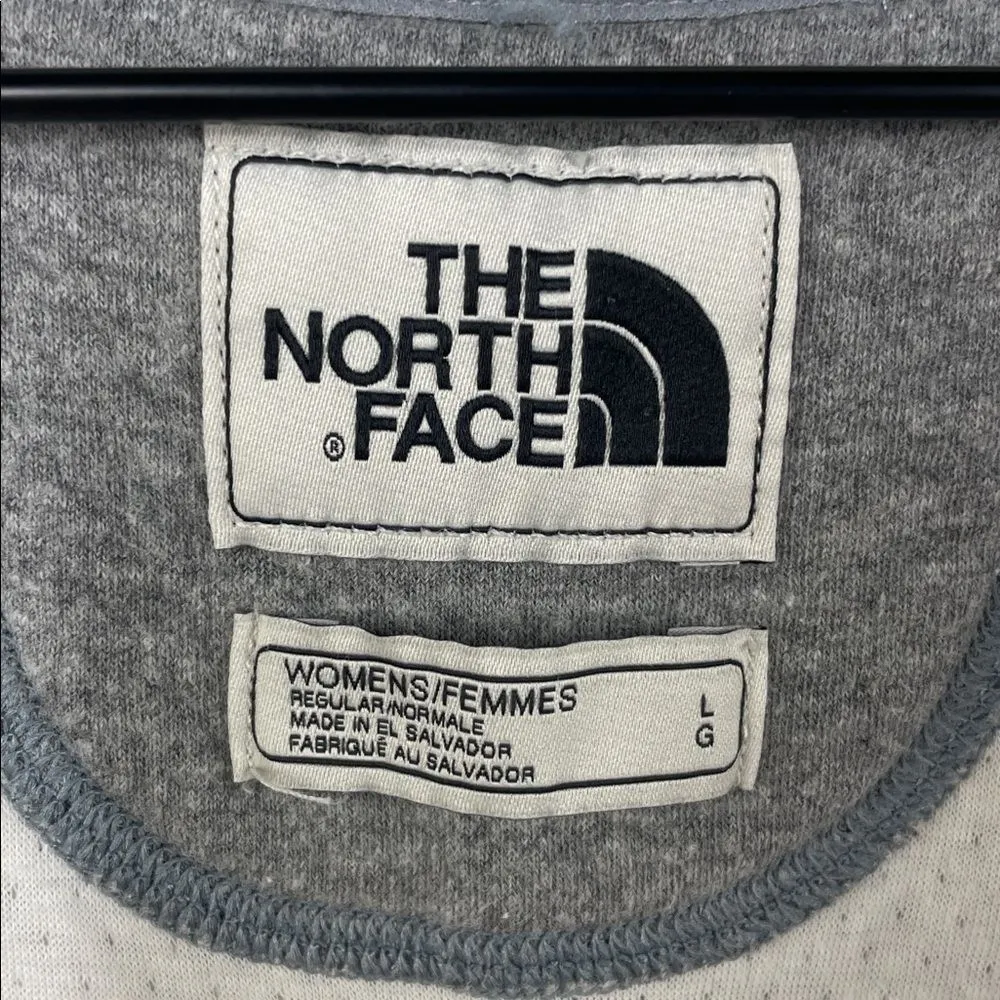 THE
NORTH
FACE
®
WOMENS/FEMMES
REGULAR/NORMALE
MADE IN EL SALVADOR
FABRIQUÉ AU SALVADOR
L
G